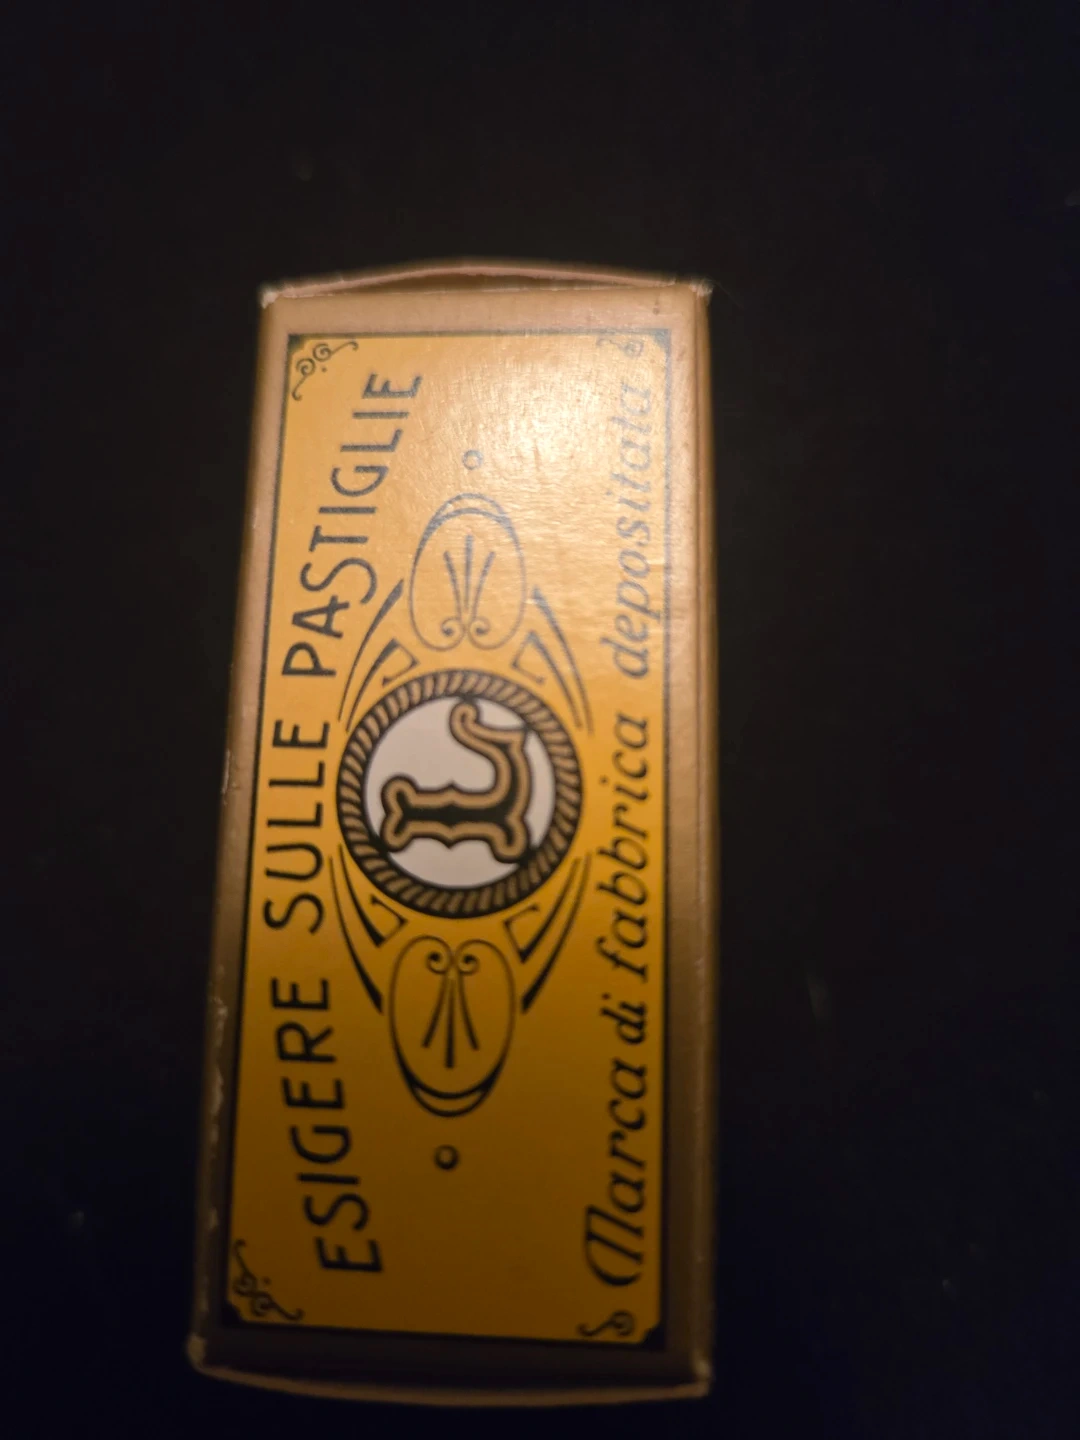 ESIGERE SULLE PASTIGLIE
L
Marca di fabbrica depositata